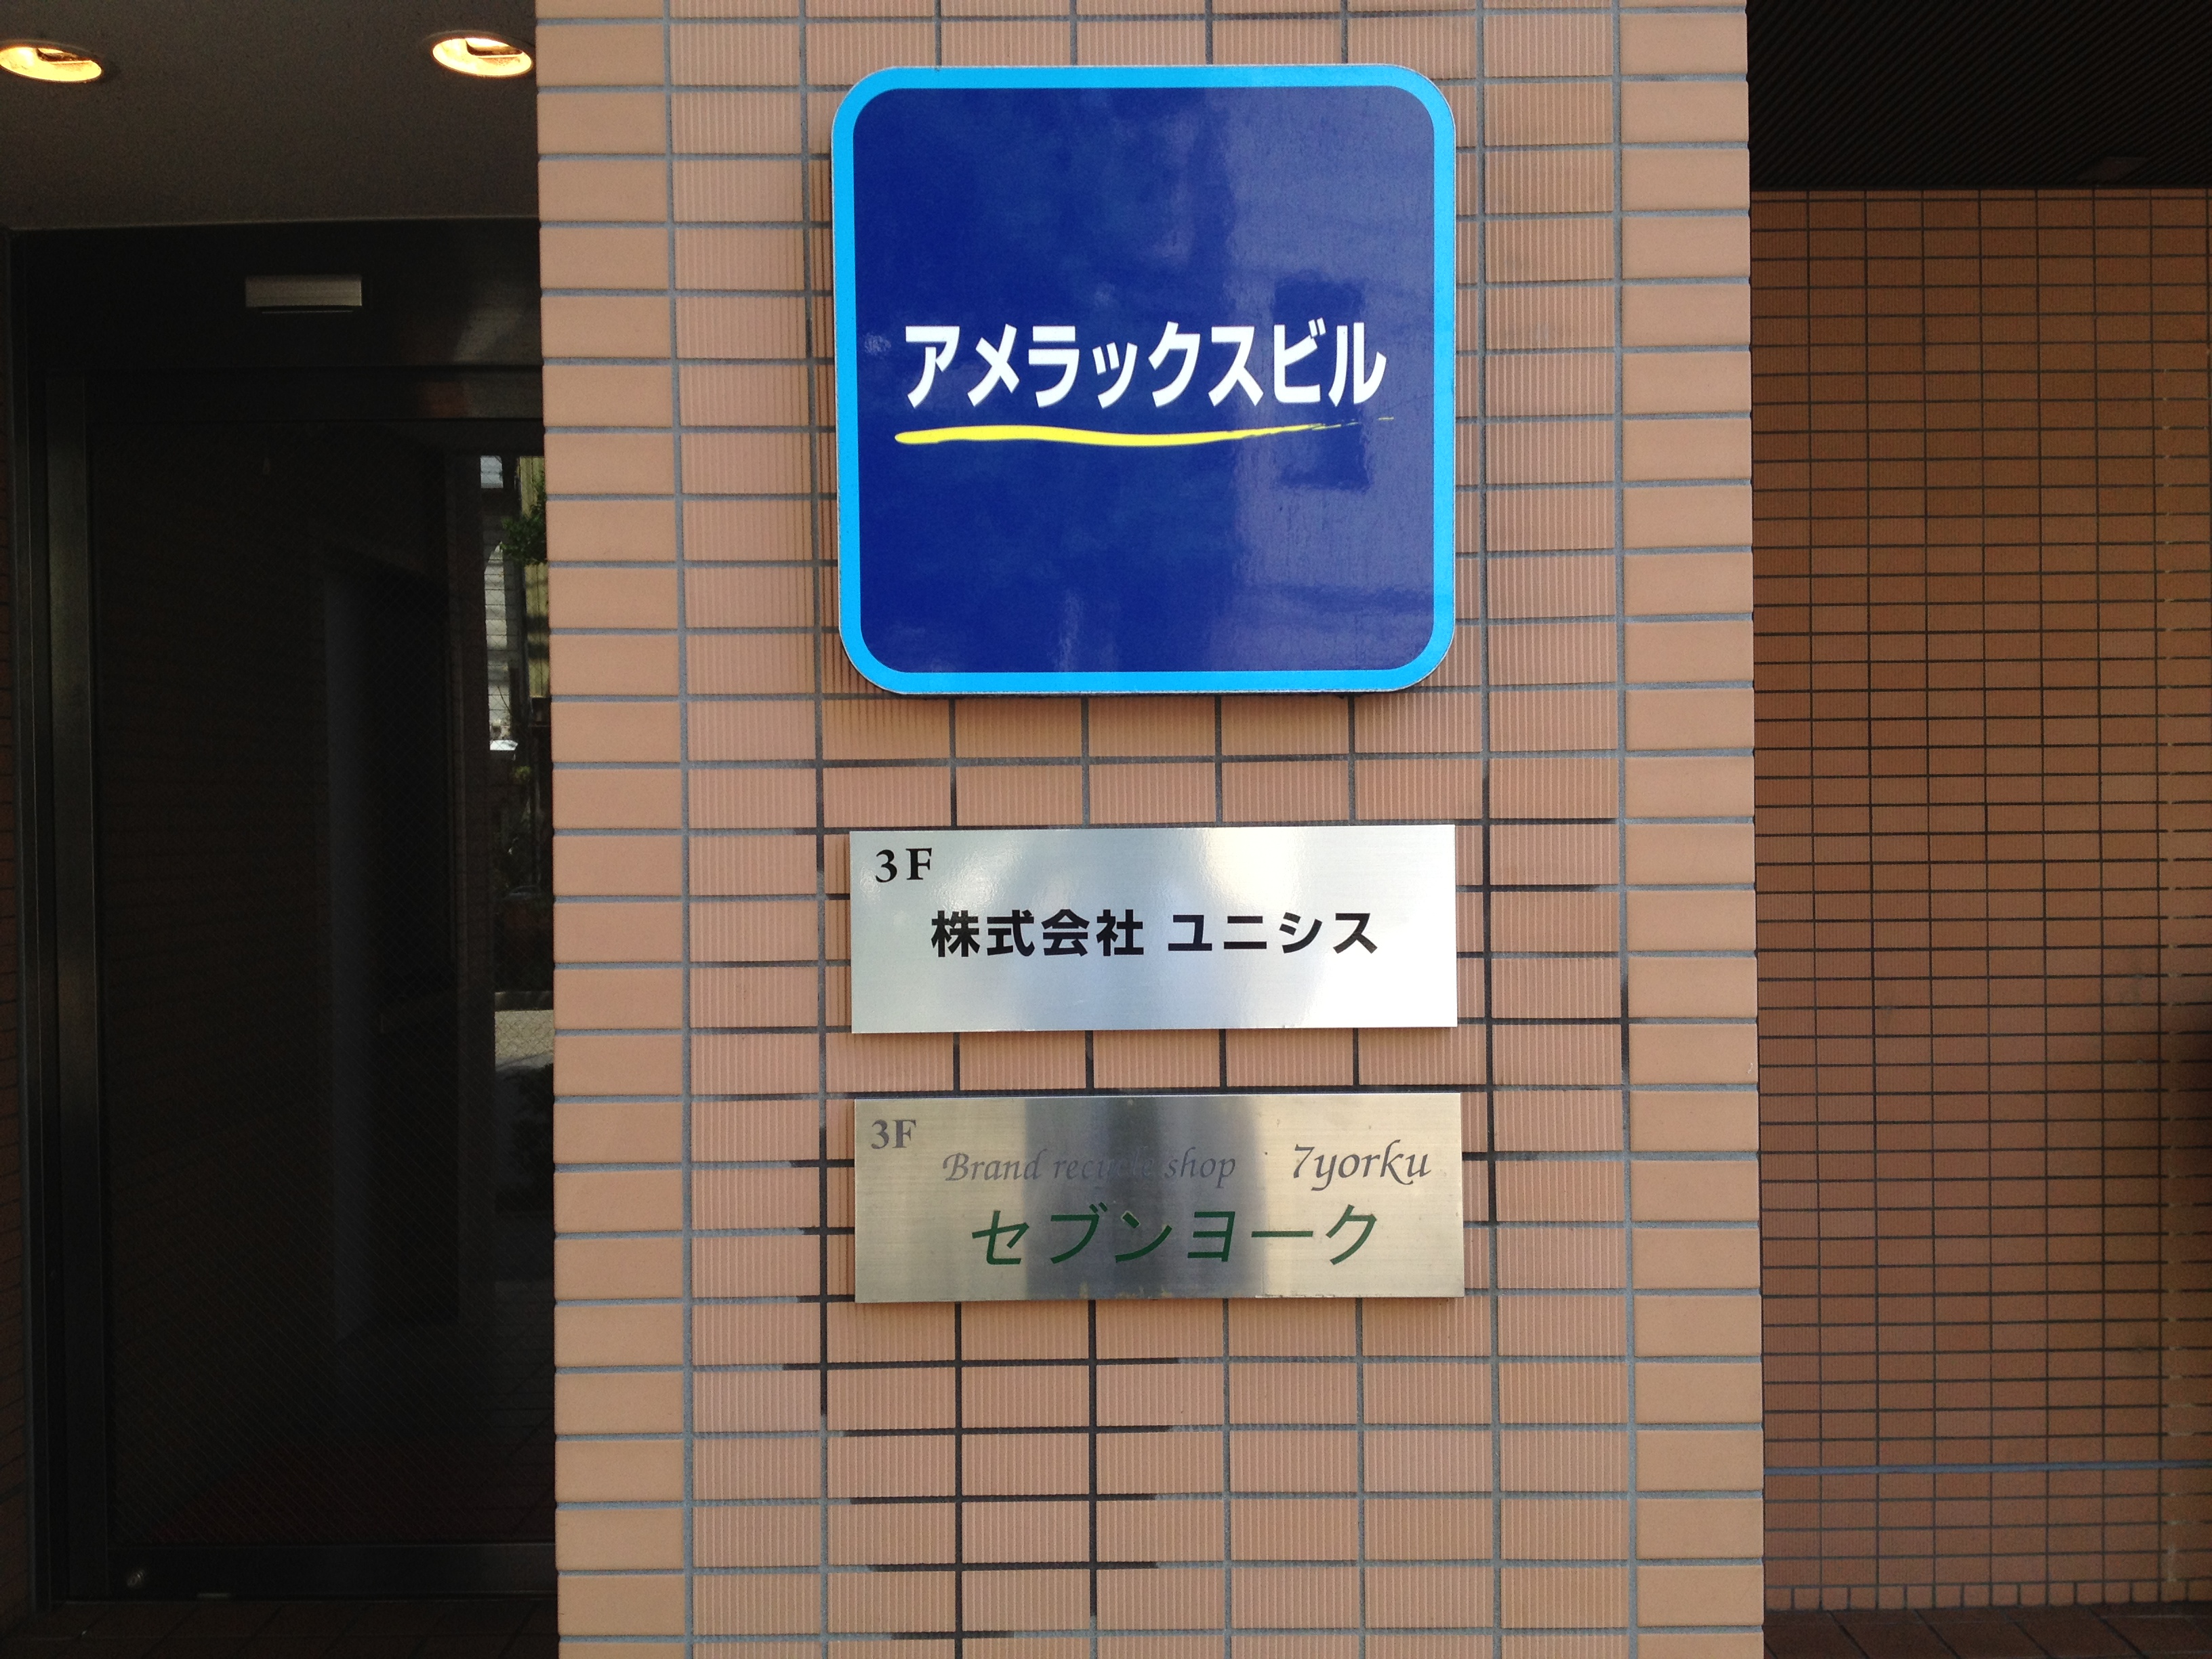 アメラックスビル
3F
株式会社 ユニシス
3F
Brand recycle shop 7yorku
セブンヨーク